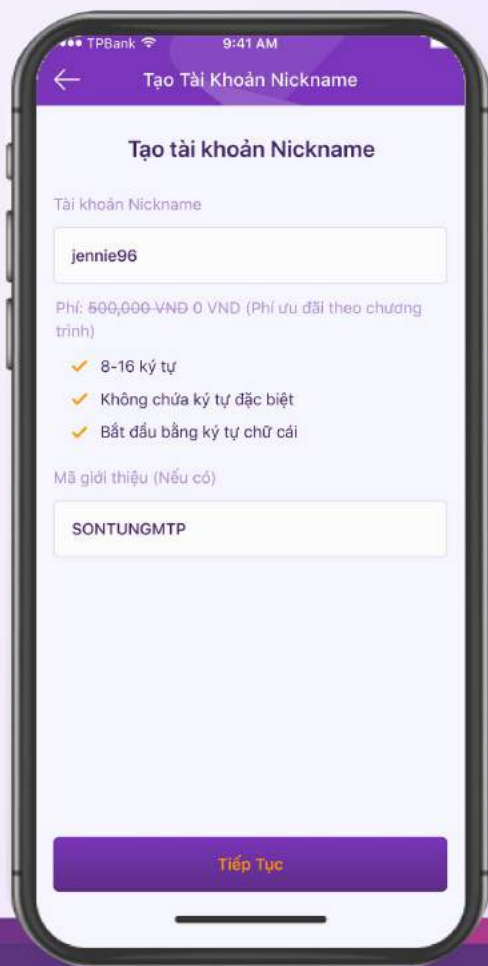 TPBank
9:41 AM
Tạo Tài Khoản Nickname
Tạo tài khoản Nickname
Tài khoản Nickname
jennie96
Phí: 500,000 VND 0 VND (Phí ưu đãi theo chương
trình)
8-16 ký tự
Không chứa ký tự đặc biệt
Bắt đầu bằng ký tự chữ cái
Mã giới thiệu (Nếu có)
SONTUNGMTP
Tiếp Tục